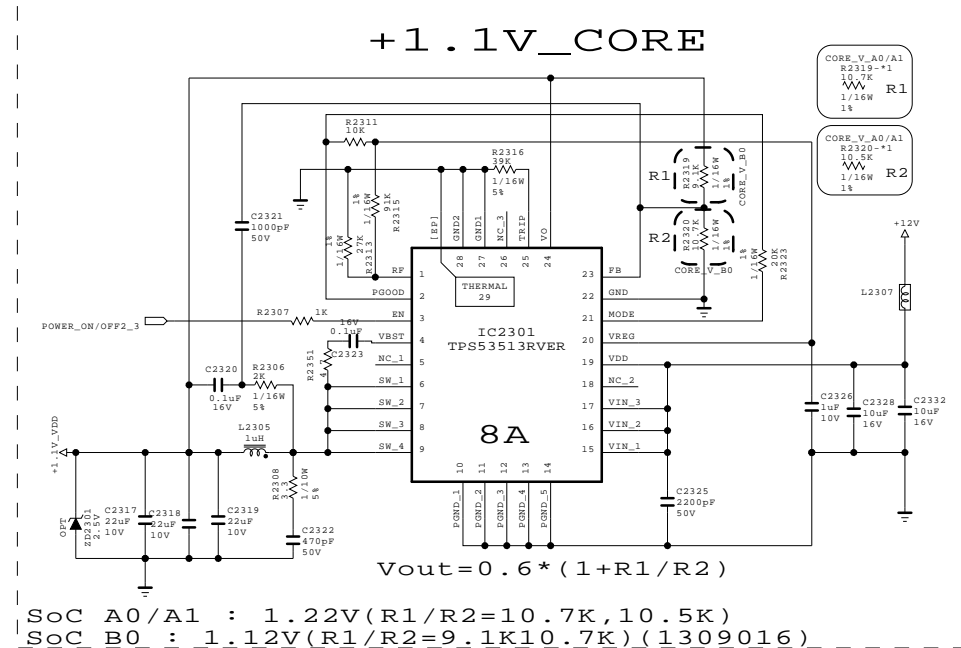 +1.1V_CORE
CORE_V_A0/A1
R2319-*1
10.7K
R1
1/16W
1%
CORE_V_A0/A1
R2320-*1
10.5K
R2
1/16W
1%
R2311
10K
R2316
39K
1/16W
5%
1%
1/16W
91K
R2315
1%
1/16W
27K
R2313
C2321
1000pF
50V
R1
R2319
9.1K
1/16W
1%
CORE_V_B0
R2
R2320
10.7K
1/16W
1%
CORE_V_B0
1%
1/16W
20K
R2323
+12V
L2307
[EP]
GND2
GND1
NC_3
TRIP
VO
28
27
26
25
24
THERMAL
29
RF
1
PGOOD
2
EN
3
VBST
4
NC_1
5
SW_1
6
SW_2
7
SW_3
8
SW_4
9
23
FB
22
GND
21
MODE
20
VREG
19
VDD
18
NC_2
17
VIN_3
16
VIN_2
15
VIN_1
IC2301
TPS53513RVER
8A
10
11
12
13
14
PGND_1
PGND_2
PGND_3
PGND_4
PGND_5
POWER_ON/OFF2_3
R2307
1K
16V
0.1uF
C2323
R2351
4.7
C2320
0.1uF
16V
R2306
2K
1/16W
5%
L2305
1uH
+1.1V_VDD
R2308
3.3
1/10W
5%
OPT
ZD2301
2.5V
C2317
22uF
10V
C2318
22uF
10V
C2319
22uF
10V
C2322
470pF
50V
C2325
2200pF
50V
C2326
1uF
10V
C2328
10uF
16V
C2332
10uF
16V
Vout=0.6*(1+R1/R2)
SoC A0/A1 : 1.22V(R1/R2=10.7K,10.5K)
SoC B0 : 1.12V(R1/R2=9.1K10.7K)(1309016)